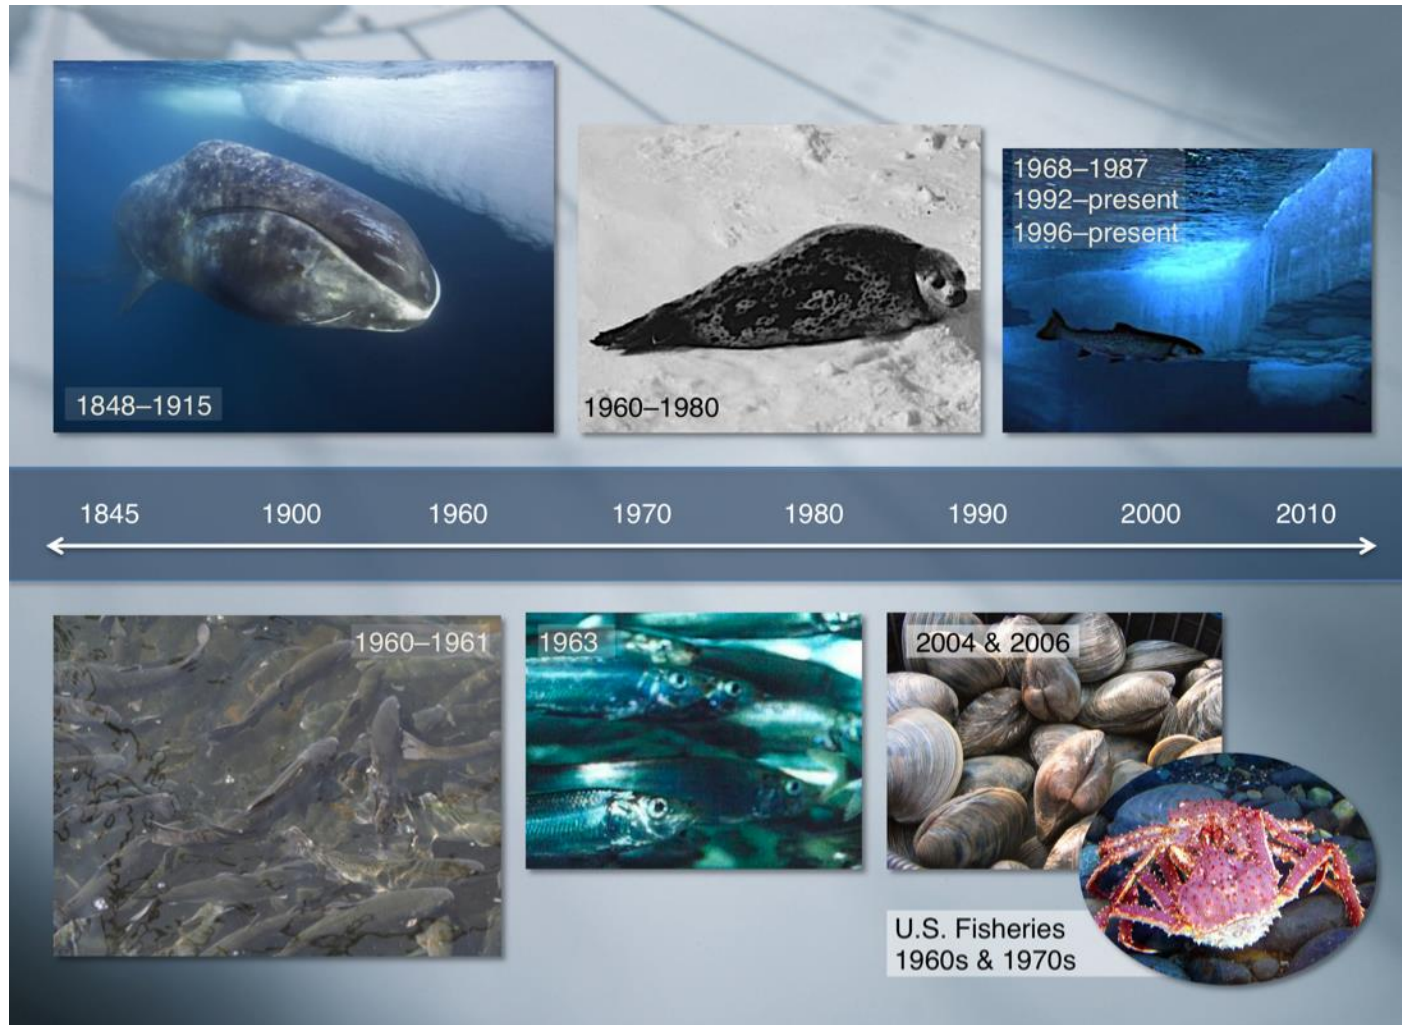 1848–1915
1960–1980
1968–1987
1992–present
1996–present
1845 1900 1960 1970 1980 1990 2000 2010
1960–1961
1963
2004 & 2006
U.S. Fisheries
1960s & 1970s